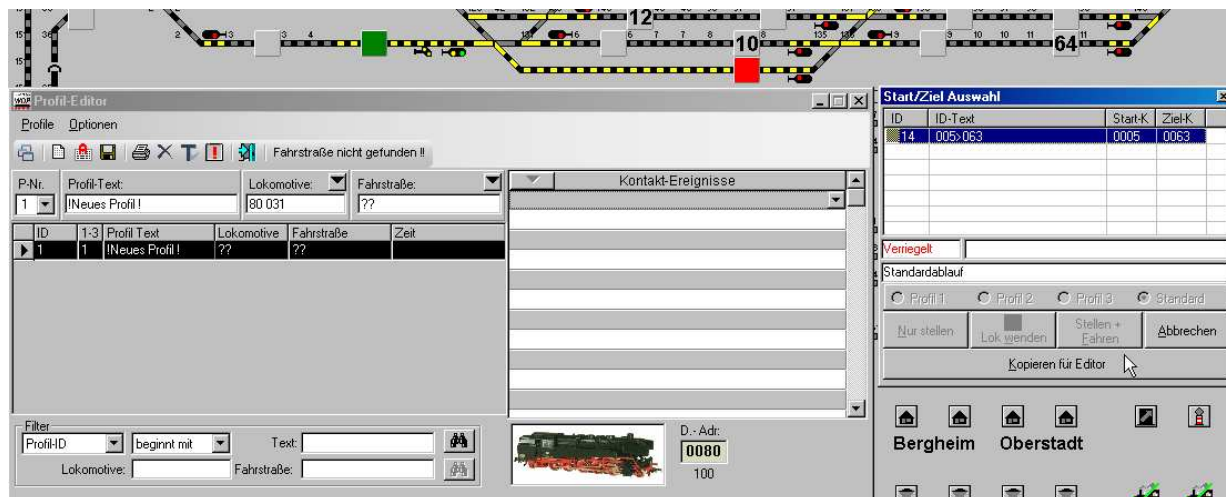 12
10
64
Profil-Editor
Profile Optionen
Fahrstraße nicht gefunden !!
P-Nr. Profil-Text: Lokomotive: Fahrstraße:
1 !Neues Profil ! 80 031 ??
ID 1-3 Profil Text Lokomotive Fahrstraße Zeit
1 1 !Neues Profil ! ?? ??
Kontakt-Ereignisse
Filter
Profil-ID beginnt mit Text:
Lokomotive: Fahrstraße:
D.- Adr:
0080
100
Start/Ziel Auswahl
ID ID-Text Start-K Ziel-K
14 005>063 0005 0063
Verriegelt
Standardablauf
Profil 1 Profil 2 Profil 3 Standard
Nur stellen Lok wenden Stellen + Fahren Abbrechen
Kopieren für Editor
Bergheim Oberstadt